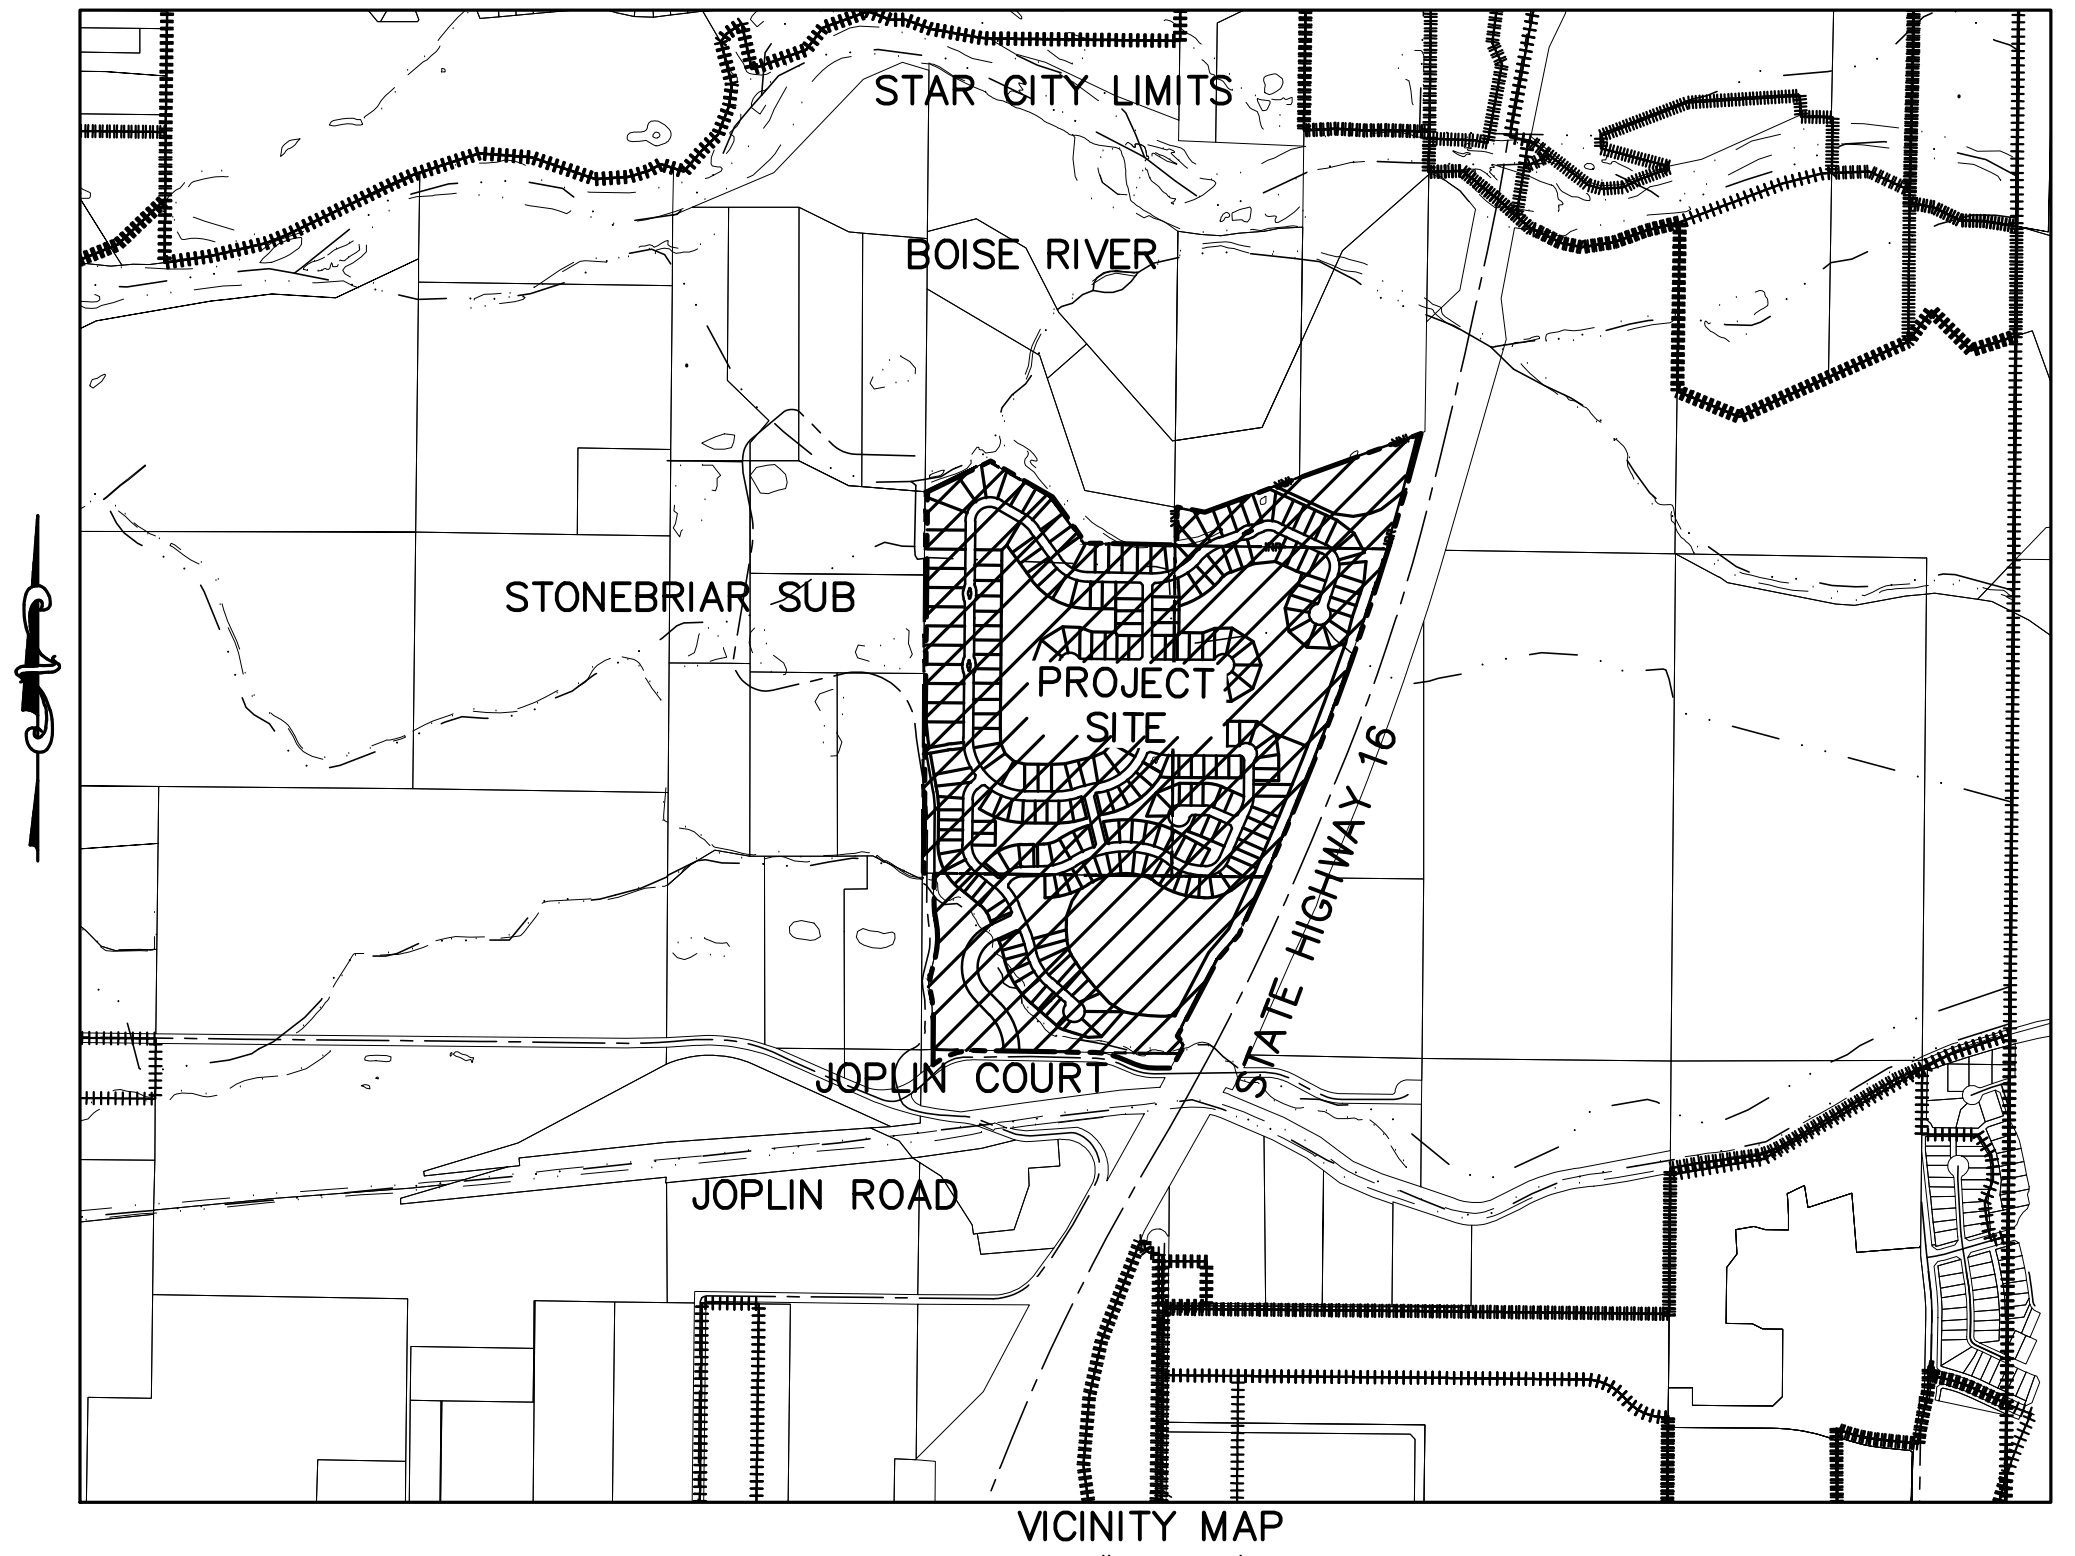 STAR CITY LIMITS
BOISE RIVER
STONEBRIAR SUB
PROJECT
SITE
STATE HIGHWAY 16
JOPLIN COURT
JOPLIN ROAD
VICINITY MAP